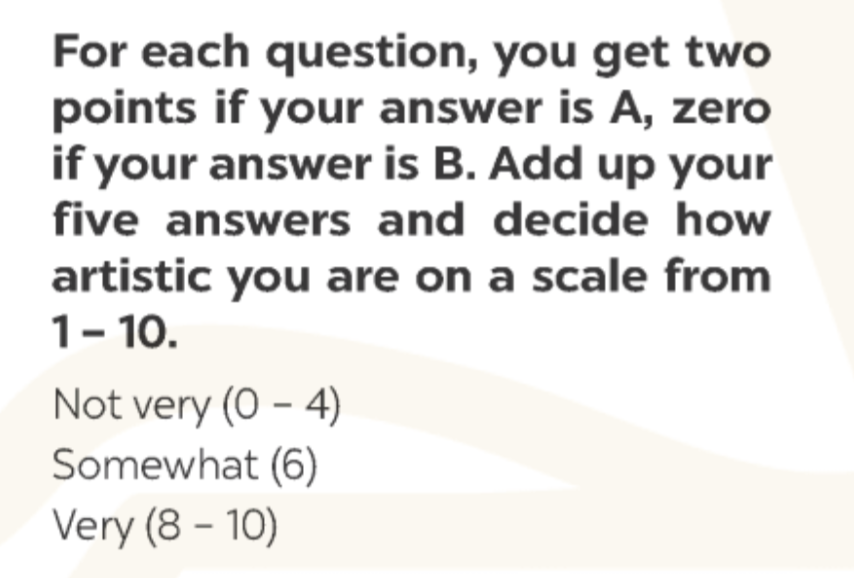 For each question, you get two
points if your answer is A, zero
if your answer is B. Add up your
five answers and decide how
artistic you are on a scale from
1 – 10.
Not very (0 – 4)
Somewhat (6)
Very (8 – 10)